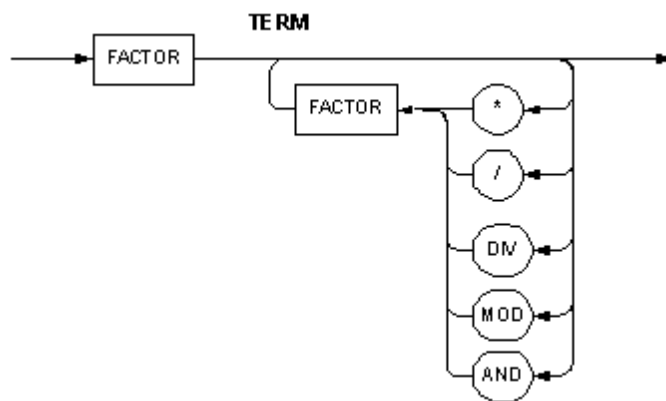 TERM
FACTOR
FACTOR
*
/
DIV
MOD
AND